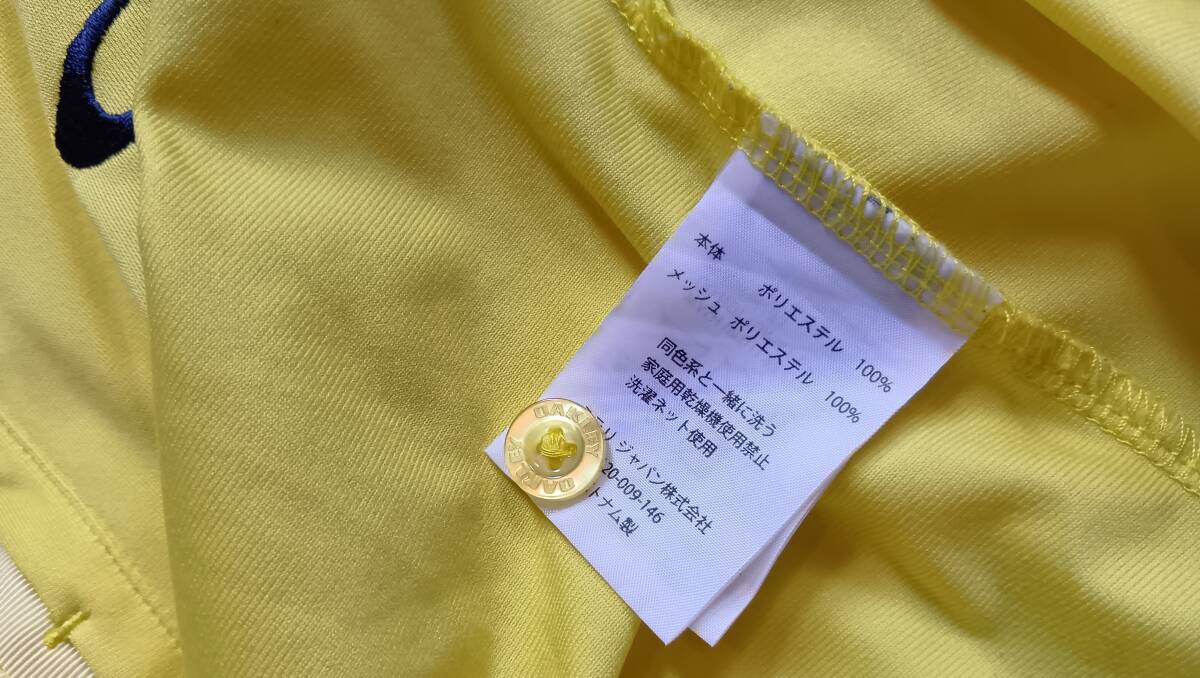 本体 ポリエステル 100%
メッシュ ポリエステル 100%
同色系と一緒に洗う
家庭用乾燥機使用禁止
洗濯ネット使用
リ ジャパン株式会社
20-009-146
トナム製
OAKLEY
OAKLEY